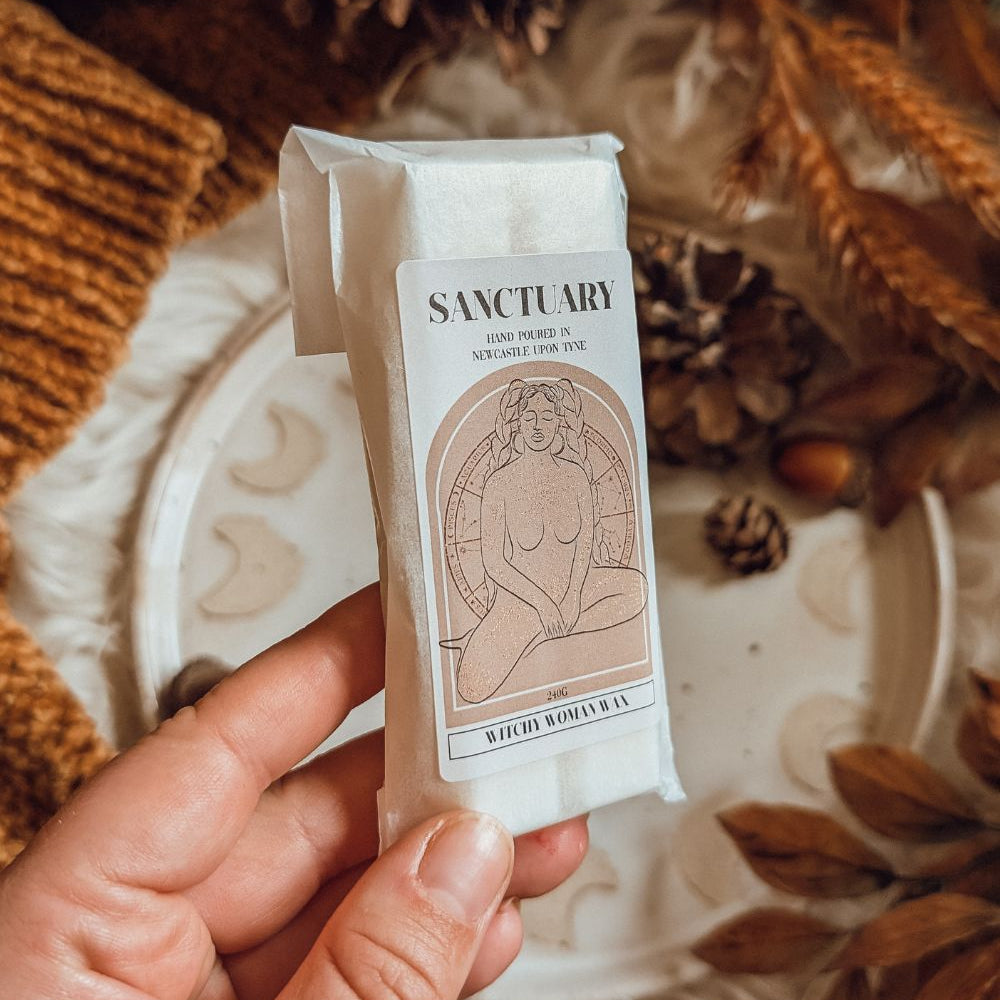 SANCTUARY
HAND POURED IN
NEWCASTLE UPON TYNE
240G
WITCHY WOMAN WAX